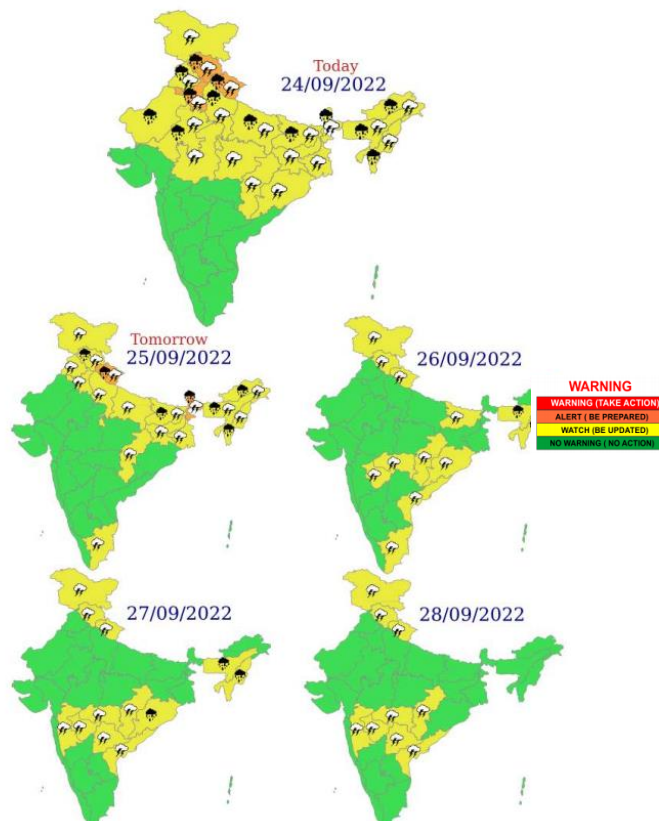 Today
24/09/2022
Tomorrow
25/09/2022
26/09/2022
WARNING
WARNING (TAKE ACTION)
ALERT ( BE PREPARED)
WATCH (BE UPDATED)
NO WARNING ( NO ACTION)
27/09/2022
28/09/2022